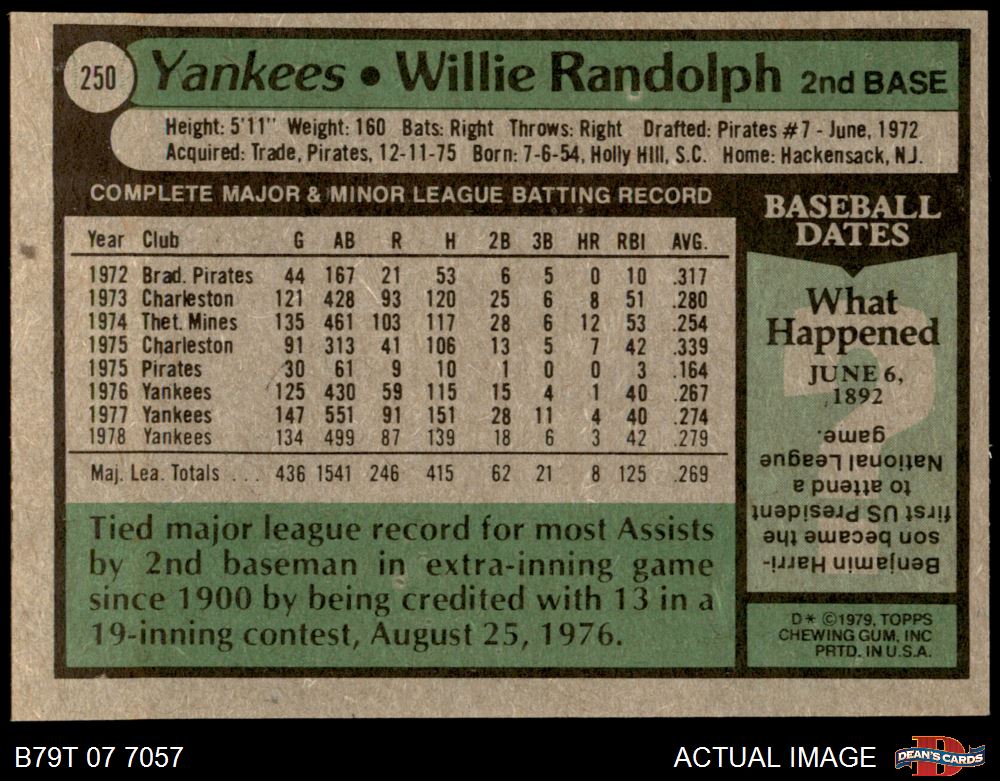 250
Yankees • Willie Randolph 2nd BASE
Height: 5'11" Weight: 160 Bats: Right Throws: Right Drafted: Pirates #7 - June, 1972
Acquired: Trade, Pirates, 12-11-75 Born: 7-6-54, Holly Hill, S.C. Home: Hackensack, N.J.
COMPLETE MAJOR & MINOR LEAGUE BATTING RECORD
Year Club G AB R H 2B 3B HR RBI AVG.
1972 Brad. Pirates 44 167 21 53 6 5 0 10 .317
1973 Charleston 121 428 93 120 25 6 8 51 .280
1974 Thet. Mines 135 461 103 117 28 6 12 53 .254
1975 Charleston 91 313 41 106 13 5 7 42 .339
1975 Pirates 30 61 9 10 1 0 0 3 .164
1976 Yankees 125 430 59 115 15 4 1 40 .267
1977 Yankees 147 551 91 151 28 11 4 40 .274
1978 Yankees 134 499 87 139 18 6 3 42 .279
Maj. Lea. Totals ... 436 1541 246 415 62 21 8 125 .269
Tied major league record for most Assists
by 2nd baseman in extra-inning game
since 1900 by being credited with 13 in a
19-inning contest, August 25, 1976.
BASEBALL
DATES
What
Happened
JUNE 6,
1892
Benjamin Harri-
son became the
first US President
to attend a
National League
game.
D* ©1979, TOPPS
CHEWING GUM, INC
PRTD. IN U.S.A.
B79T 07 7057
ACTUAL IMAGE
D
DEAN'S CARDS